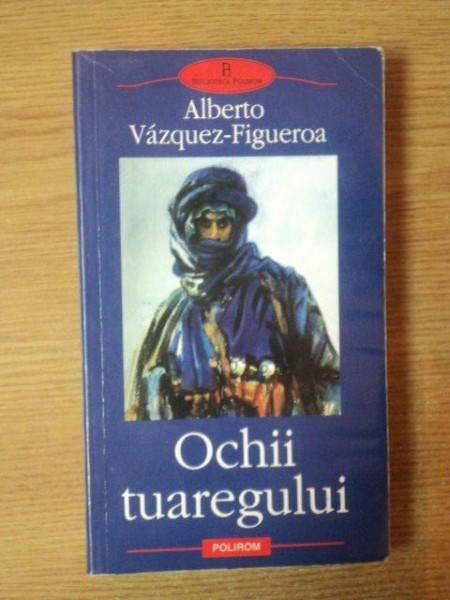 BIBLIOTECA POLIROM
Alberto
Vázquez-Figueroa
Ochii
tuaregului
POLIROM